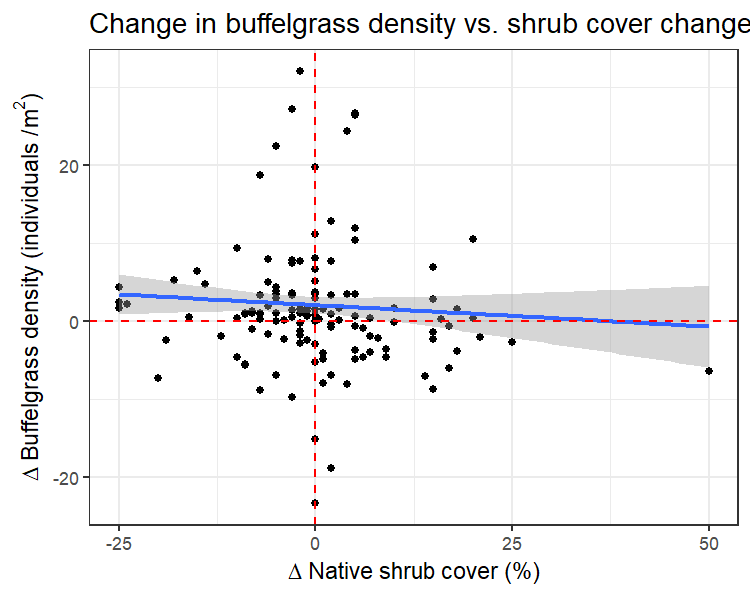 Change in buffelgrass density vs. shrub cover change
Δ Buffelgrass density (individuals /m²)
20
0
-20
-25
0
25
50
Δ Native shrub cover (%)